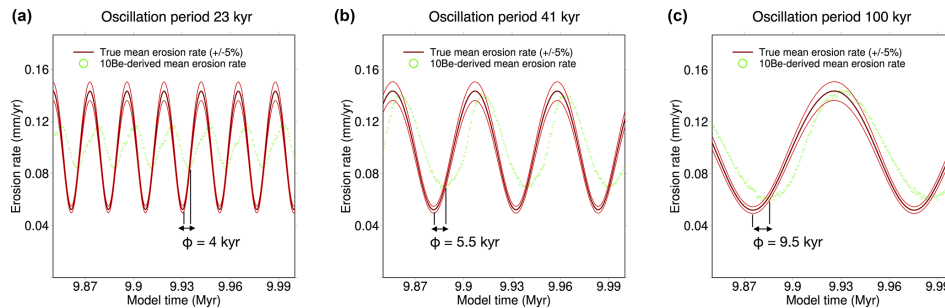 (a) Oscillation period 23 kyr
True mean erosion rate (+/-5%)
10Be-derived mean erosion rate
Erosion rate (mm/yr)
0.16
0.12
0.08
0.04
ϕ = 4 kyr
9.87 9.9 9.93 9.96 9.99
Model time (Myr)
(b) Oscillation period 41 kyr
True mean erosion rate (+/-5%)
10Be-derived mean erosion rate
Erosion rate (mm/yr)
0.16
0.12
0.08
0.04
ϕ = 5.5 kyr
9.87 9.9 9.93 9.96 9.99
Model time (Myr)
(c) Oscillation period 100 kyr
True mean erosion rate (+/-5%)
10Be-derived mean erosion rate
Erosion rate (mm/yr)
0.16
0.12
0.08
0.04
ϕ = 9.5 kyr
9.87 9.9 9.93 9.96 9.99
Model time (Myr)